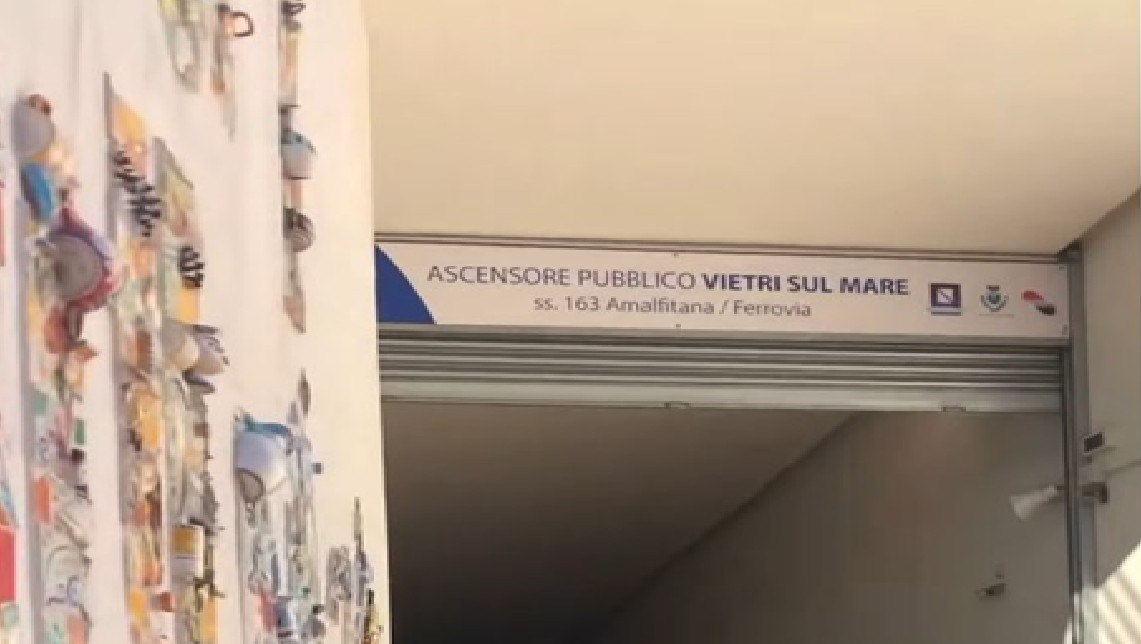 ASCENSORE PUBBLICO VIETRI SUL MARE
ss. 163 Amalfitana / Ferrovia